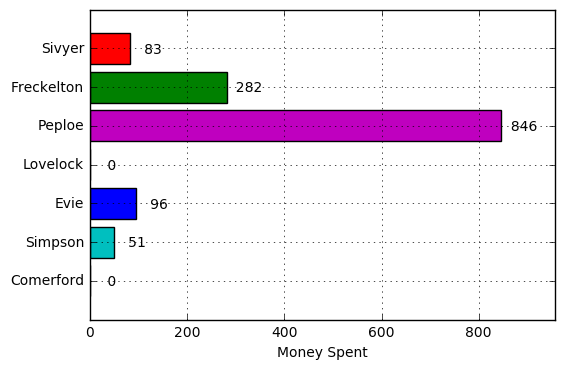 Sivyer 83
Freckelton 282
Peploe 846
Lovelock 0
Evie 96
Simpson 51
Comerford 0
0 200 400 600 800
Money Spent